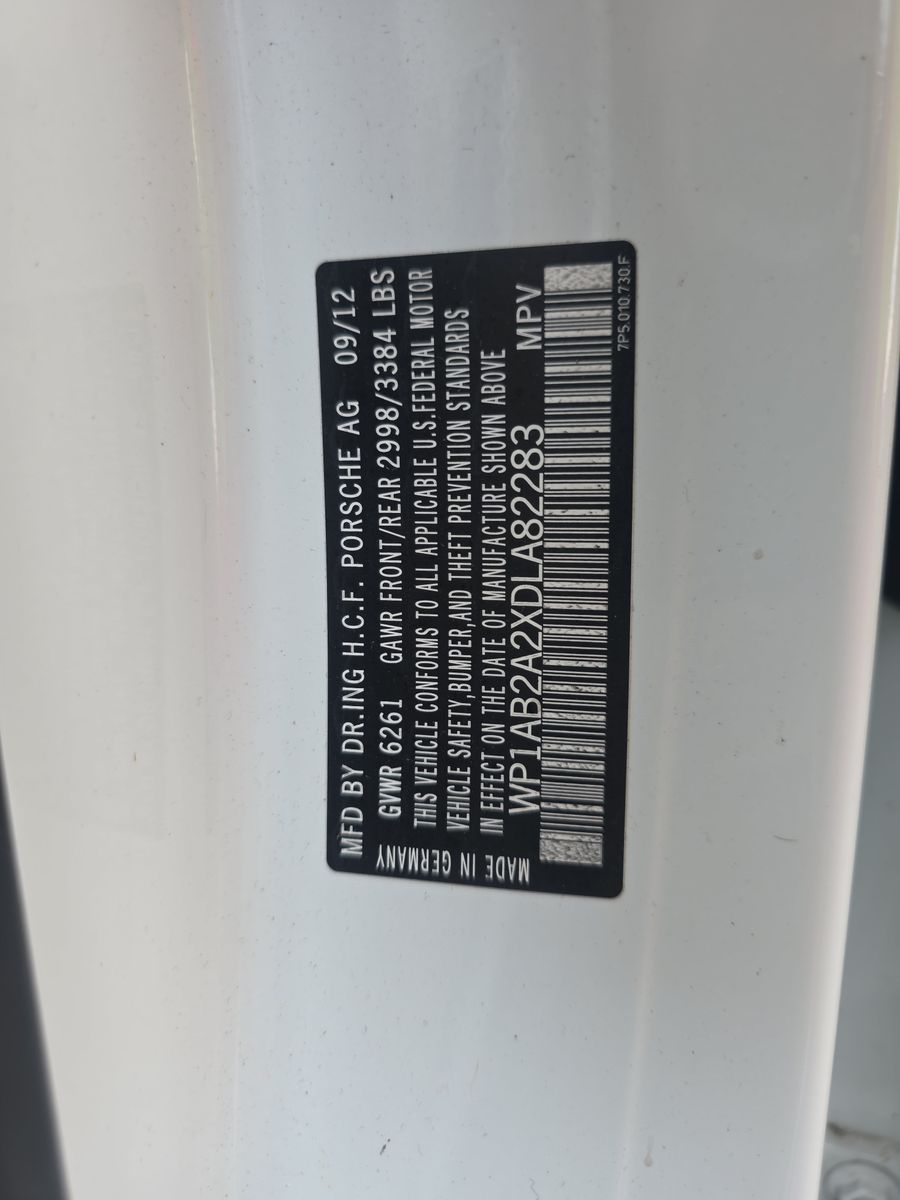 MFD BY DR.ING H.C.F. PORSCHE AG 09/12
GVWR 6261 GAWR FRONT/REAR 2998/3384 LBS
THIS VEHICLE CONFORMS TO ALL APPLICABLE U.S.FEDERAL MOTOR
VEHICLE SAFETY,BUMPER,AND THEFT PREVENTION STANDARDS
IN EFFECT ON THE DATE OF MANUFACTURE SHOWN ABOVE
WP1AB2A2XDLA82283 MPV
MADE IN GERMANY
7P5.010.730.F